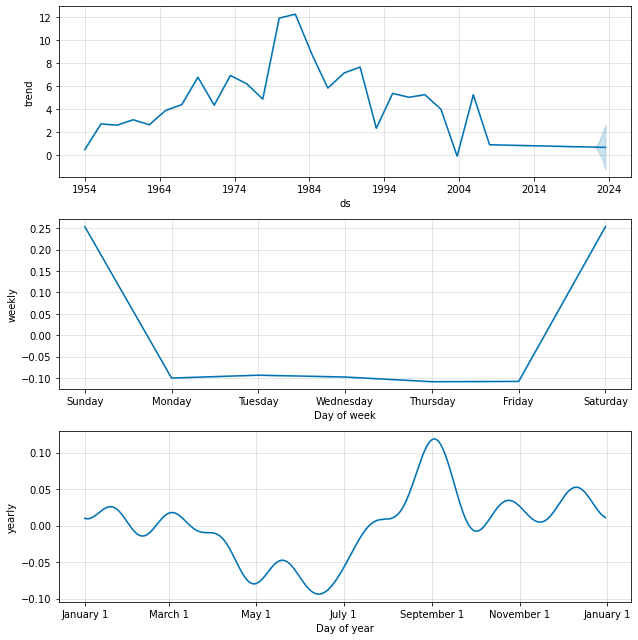 12
10
8
6
4
2
0
trend
1954 1964 1974 1984 1994 2004 2014 2024
ds
0.25
0.20
0.15
0.10
0.05
0.00
−0.05
−0.10
weekly
Sunday Monday Tuesday Wednesday Thursday Friday Saturday
Day of week
0.10
0.05
0.00
−0.05
−0.10
yearly
January 1 March 1 May 1 July 1 September 1 November 1 January 1
Day of year